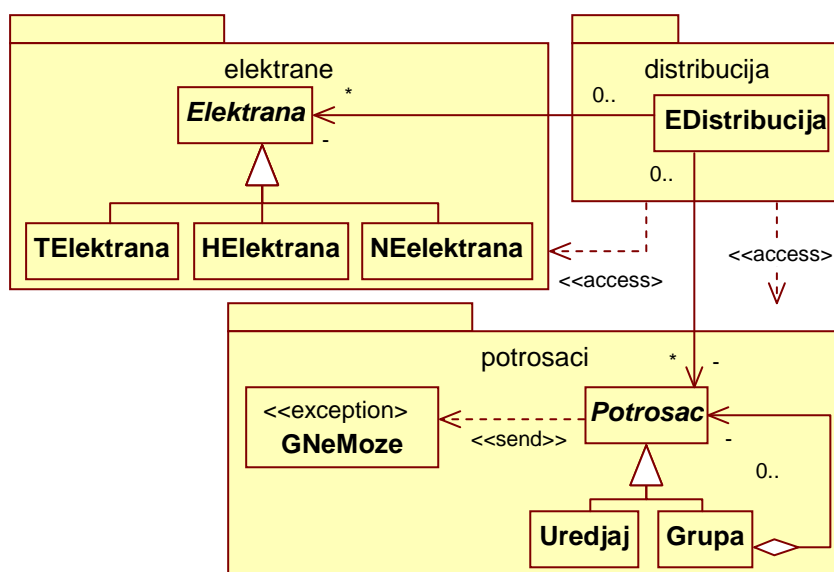 elektrane
distribucija
*
0..
Elektrana
EDistribucija
-
0..
TElektrana
HElektrana
NEelektrana
<<access>
<<access>
potrosaci
*
-
<<exception>
GNeMoze
<<send>>
Potrosac
-
0..
Uredjaj
Grupa